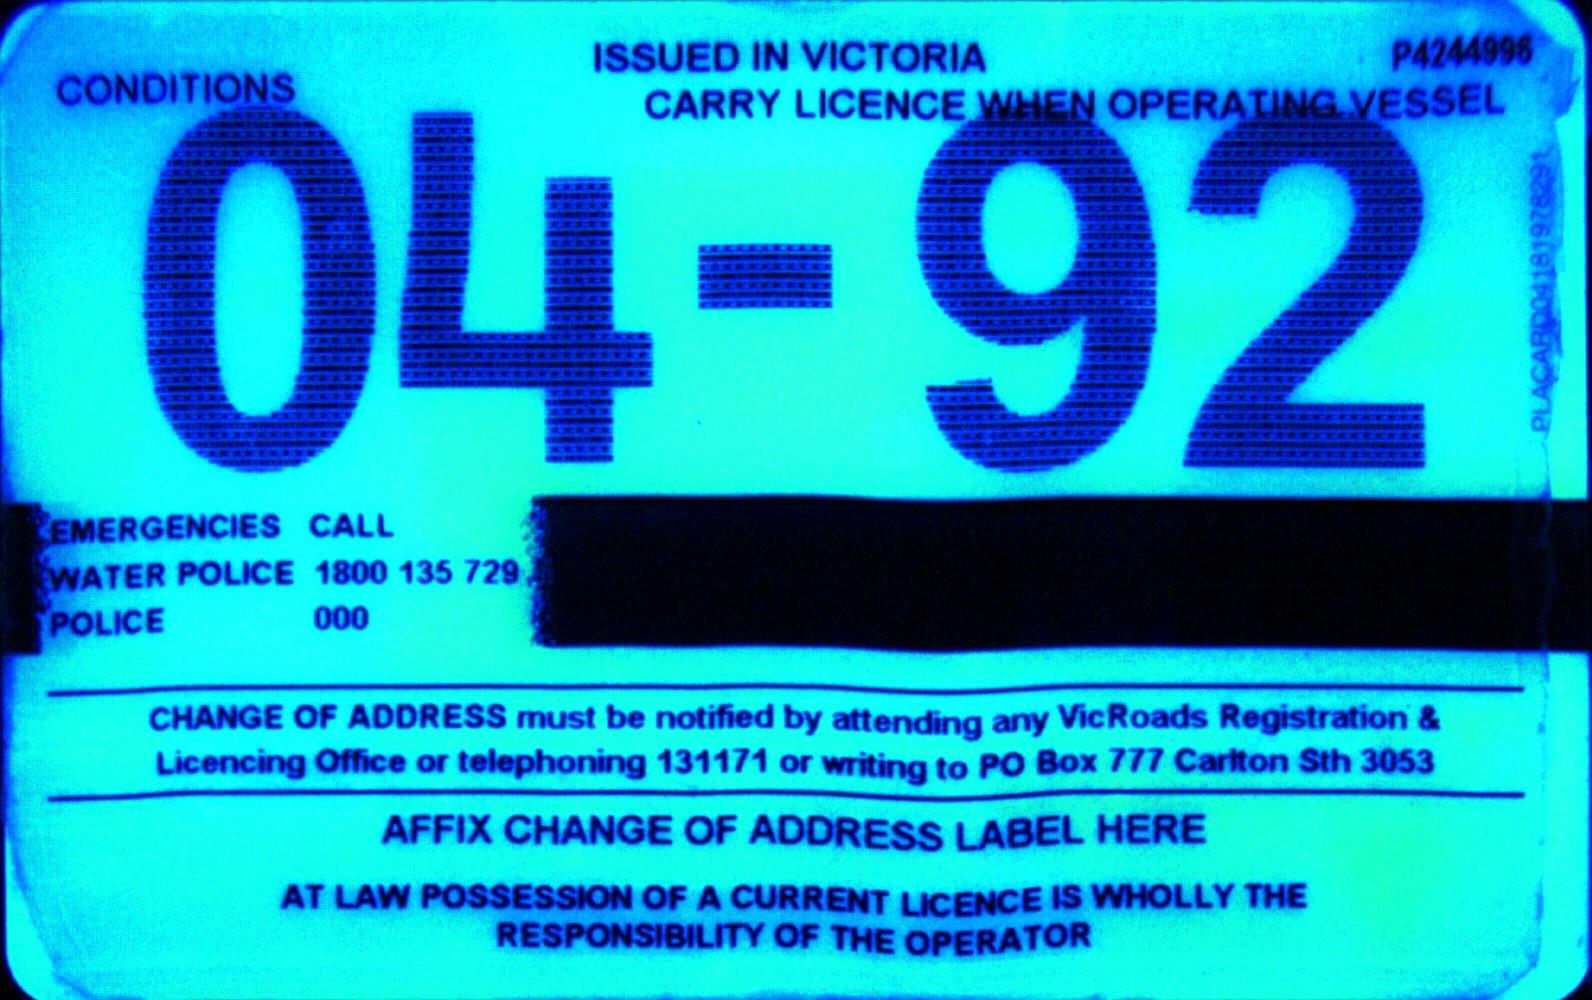 ISSUED IN VICTORIA
P4244996
CONDITIONS
CARRY LICENCE WHEN OPERATING VESSEL
04-92
PLACARD04181978291
EMERGENCIES CALL
WATER POLICE 1800 135 729
POLICE 000
CHANGE OF ADDRESS must be notified by attending any VicRoads Registration &
Licencing Office or telephoning 131171 or writing to PO Box 777 Carlton Sth 3053
AFFIX CHANGE OF ADDRESS LABEL HERE
AT LAW POSSESSION OF A CURRENT LICENCE IS WHOLLY THE
RESPONSIBILITY OF THE OPERATOR